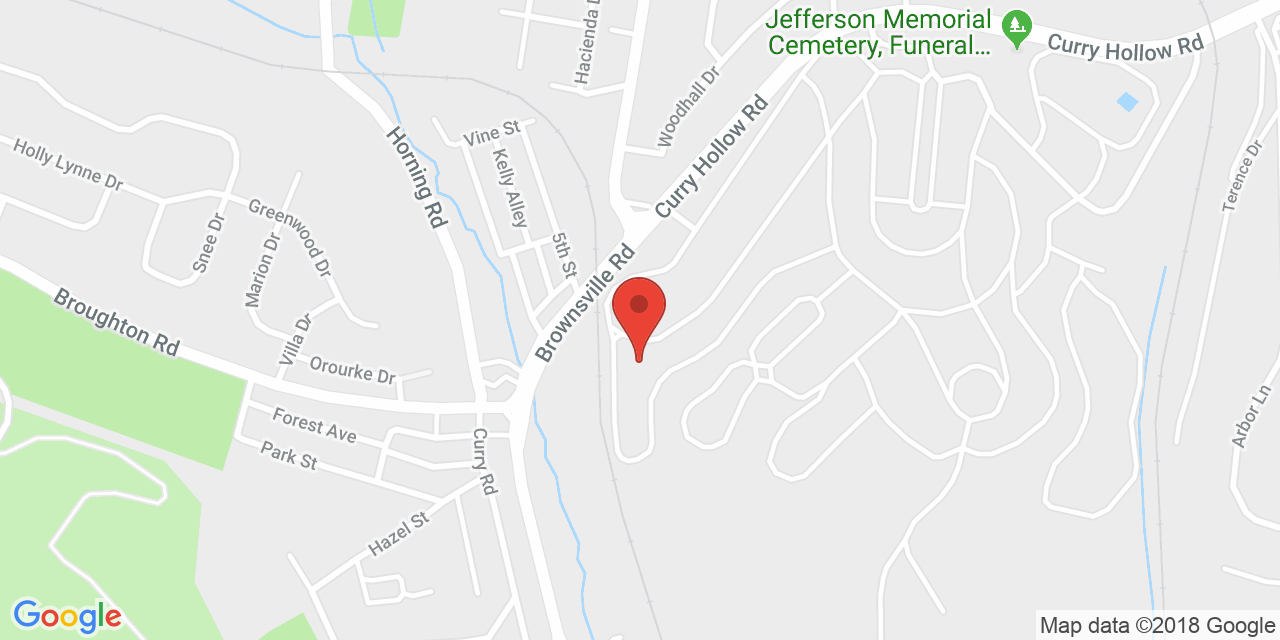 Jefferson Memorial
Cemetery, Funeral...
Curry Hollow Rd
Hacienda
Woodhall Dr
Curry Hollow Rd
Vine St
Kelly Alley
5th St
Horning Rd
Holly Lynne Dr
Greenwood Dr
Snee Dr
Marion Dr
Villa Dr
Terence Dr
Brownsville Rd
Broughton Rd
Orourke Dr
Forest Ave
Park St
Curry Rd
Hazel St
Arbor Ln
Google
Map data ©2018 Google